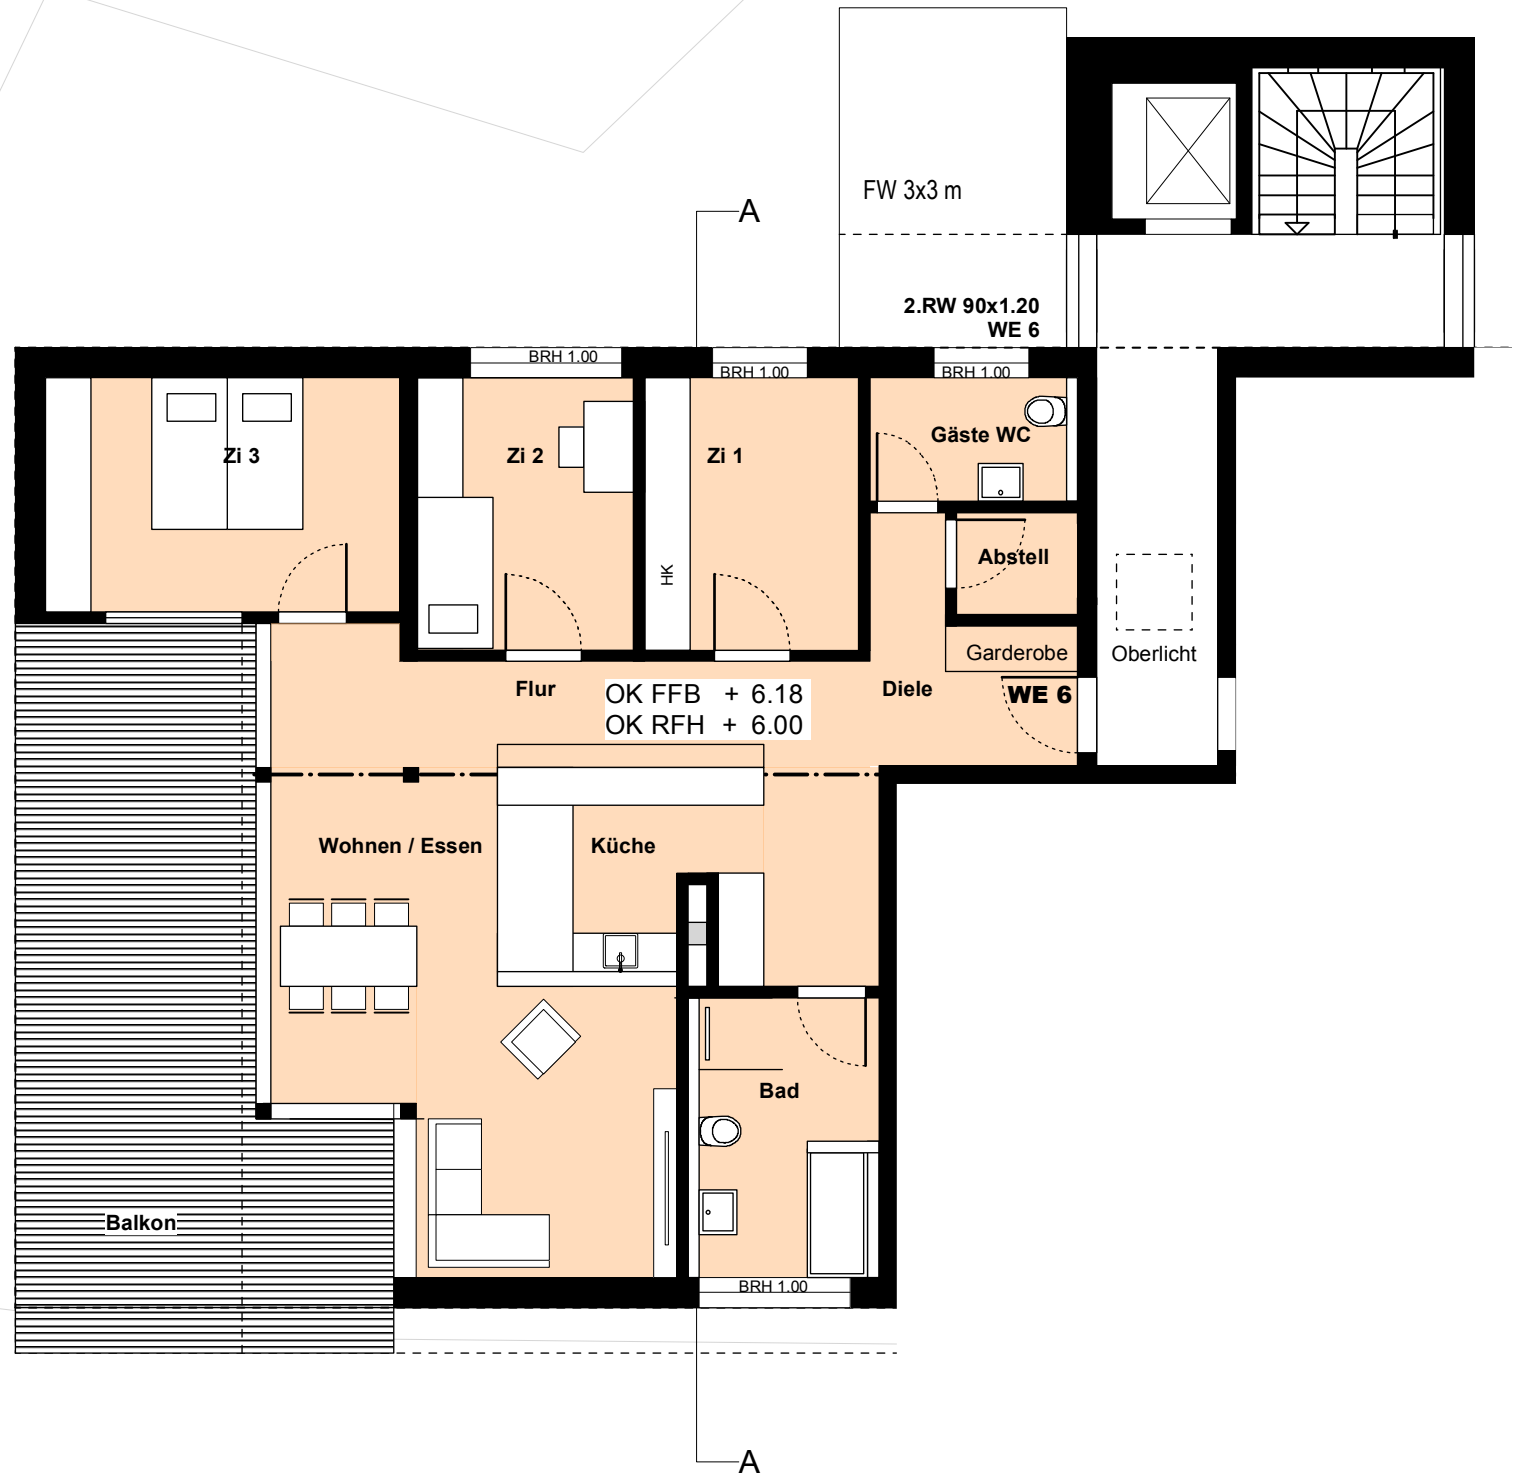 FW 3x3 m
A
2.RW 90x1.20
WE 6
BRH 1.00
BRH 1.00
BRH 1.00
Zi 3
Zi 2
Zi 1
Gäste WC
HK
Abstell
Garderobe
Oberlicht
Flur
OK FFB + 6.18
OK RFH + 6.00
Diele
WE 6
Wohnen / Essen
Küche
Bad
Balkon
BRH 1.00
A